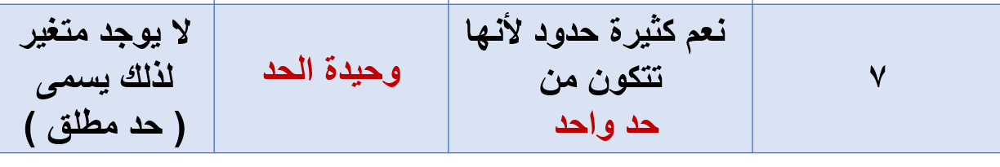 ٧
نعم كثيرة حدود لأنها
تتكون من
حد واحد
وحيدة الحد
لا يوجد متغير
لذلك يسمى
( حد مطلق )